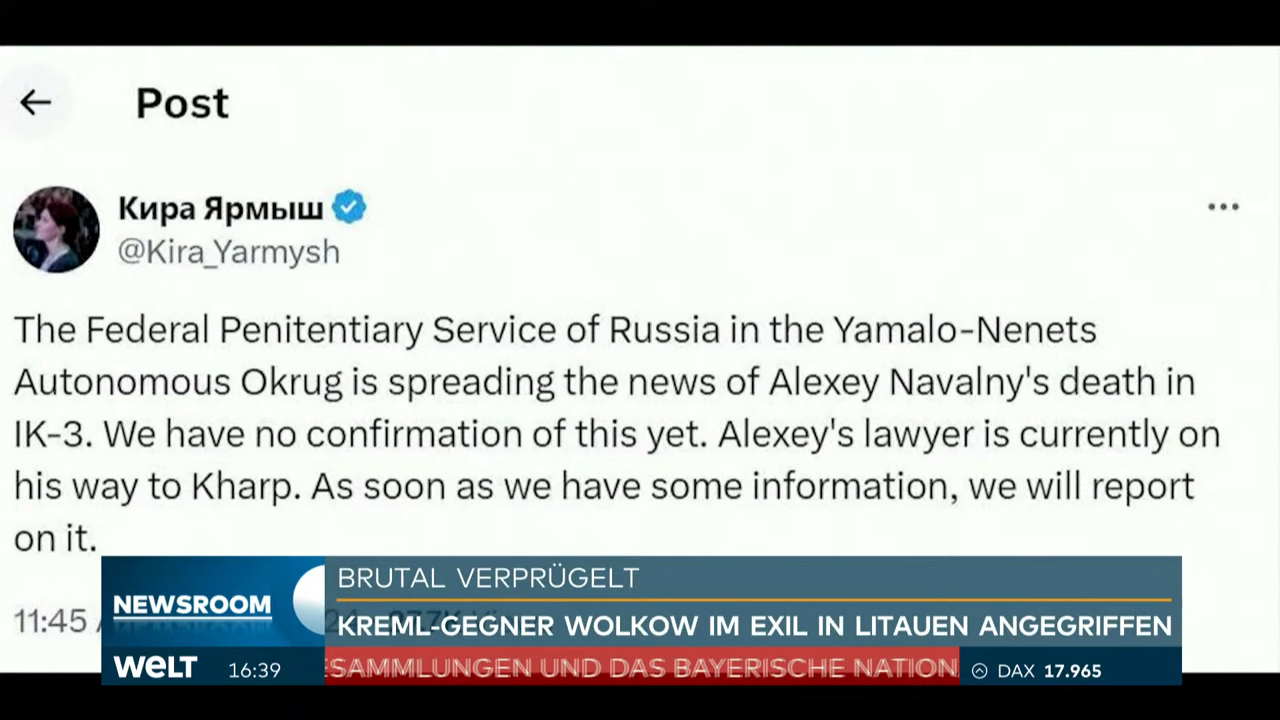 Post
Кира Ярмыш
@Kira_Yarmysh
The Federal Penitentiary Service of Russia in the Yamalo-Nenets
Autonomous Okrug is spreading the news of Alexey Navalny's death in
IK-3. We have no confirmation of this yet. Alexey's lawyer is currently on
his way to Kharp. As soon as we have some information, we will report
on it.
11:45
BRUTAL VERPRÜGELT
NEWSROOM
KREML-GEGNER WOLKOW IM EXIL IN LITAUEN ANGEGRIFFEN
WELT 16:39 SAMMLUNGEN UND DAS BAYERISCHE NATION DAX 17.965